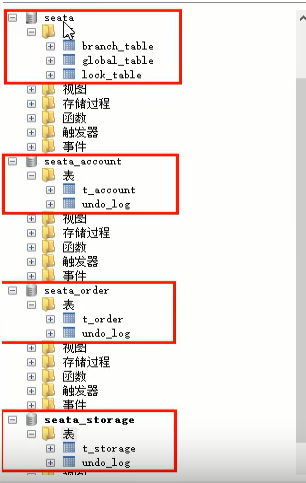 seata
branch_table
global_table
lock_table
视图
存储过程
函数
触发器
事件
seata_account
表
t_account
undo_log
视图
存储过程
函数
触发器
事件
seata_order
表
t_order
undo_log
视图
存储过程
函数
触发器
事件
seata_storage
表
t_storage
undo_log